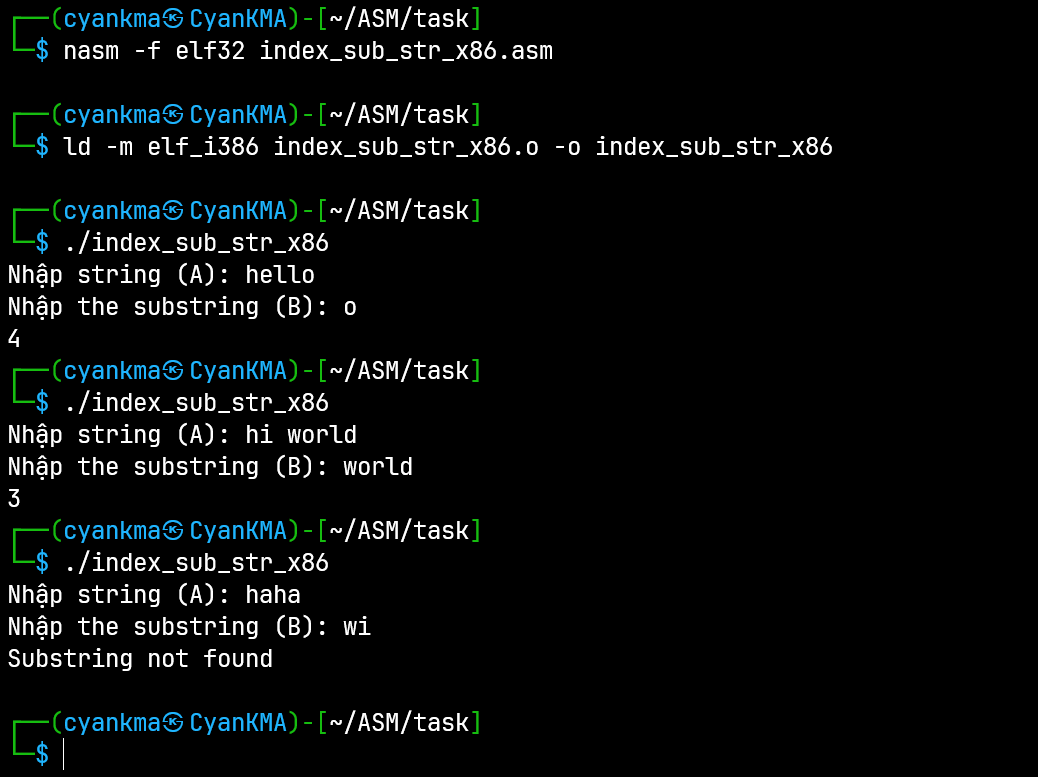 ┌──(cyankma㉿CyanKMA)-[~/ASM/task]
└─$ nasm -f elf32 index_sub_str_x86.asm
┌──(cyankma㉿CyanKMA)-[~/ASM/task]
└─$ ld -m elf_i386 index_sub_str_x86.o -o index_sub_str_x86
┌──(cyankma㉿CyanKMA)-[~/ASM/task]
└─$ ./index_sub_str_x86
Nhập string (A): hello
Nhập the substring (B): o
4
┌──(cyankma㉿CyanKMA)-[~/ASM/task]
└─$ ./index_sub_str_x86
Nhập string (A): hi world
Nhập the substring (B): world
3
┌──(cyankma㉿CyanKMA)-[~/ASM/task]
└─$ ./index_sub_str_x86
Nhập string (A): haha
Nhập the substring (B): wi
Substring not found
┌──(cyankma㉿CyanKMA)-[~/ASM/task]
└─$